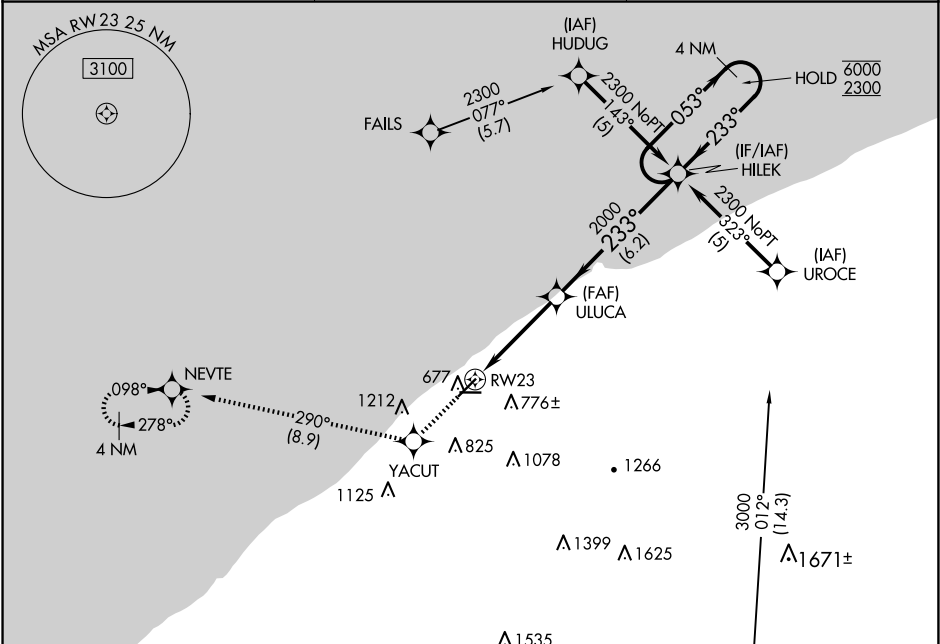 MSA RW23 25 NM
3100
(IAF)
HUDUG
4 NM
HOLD 6000
2300
2300
077°
(5.7)
FAILS
2300 NoPT
143°
(5)
053°
233°
(IF/IAF)
HILEK
2300 NoPT
323°
(5)
(IAF)
UROCE
2000
233°
(6.2)
(FAF)
ULUCA
NEVTE
098°
278°
4 NM
290°
(8.9)
677
RW23
1212
776±
825
YACUT
1078
1266
1125
3000
012°
(14.3)
1399
1625
1671±
1535